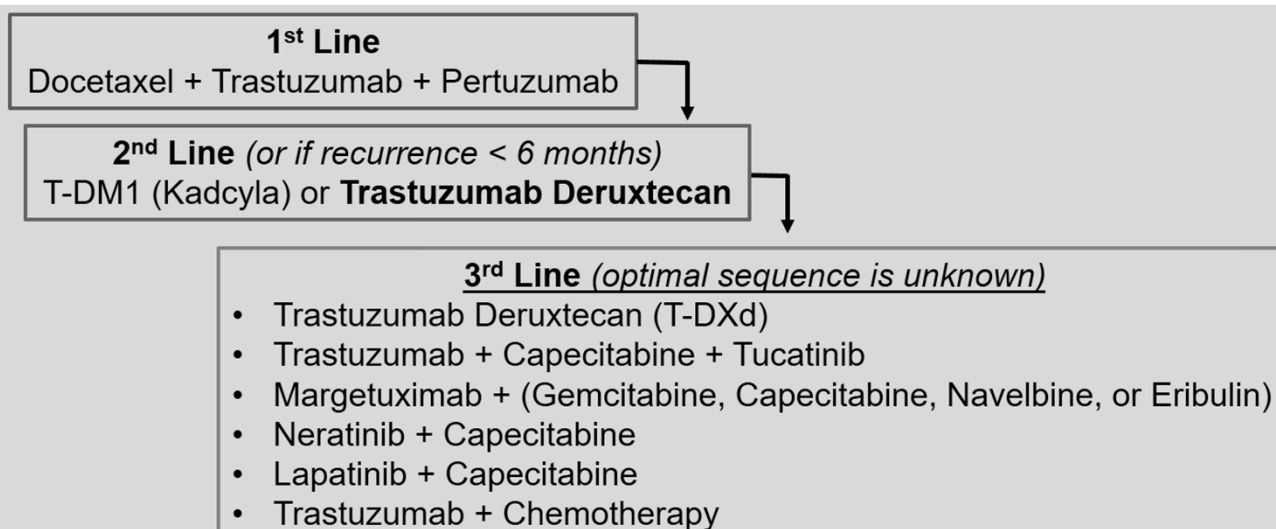 1st Line
Docetaxel + Trastuzumab + Pertuzumab
2nd Line (or if recurrence < 6 months)
T-DM1 (Kadcyla) or Trastuzumab Deruxtecan
3rd Line (optimal sequence is unknown)
• Trastuzumab Deruxtecan (T-DXd)
• Trastuzumab + Capecitabine + Tucatinib
• Margetuximab + (Gemcitabine, Capecitabine, Navelbine, or Eribulin)
• Neratinib + Capecitabine
• Lapatinib + Capecitabine
• Trastuzumab + Chemotherapy